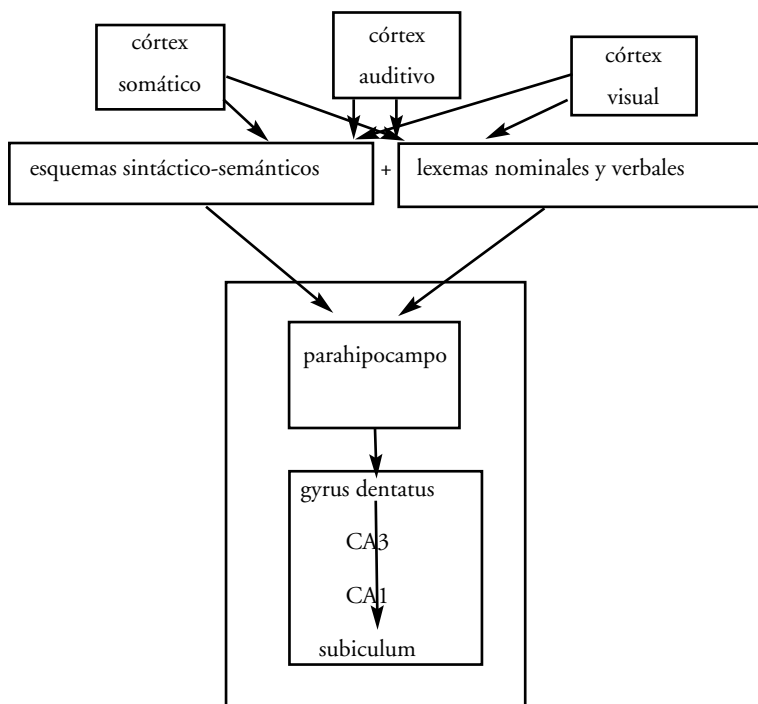 córtex
somático
córtex
auditivo
córtex
visual
esquemas sintáctico-semánticos + lexemas nominales y verbales
parahipocampo
gyrus dentatus
CA3
CA1
subiculum